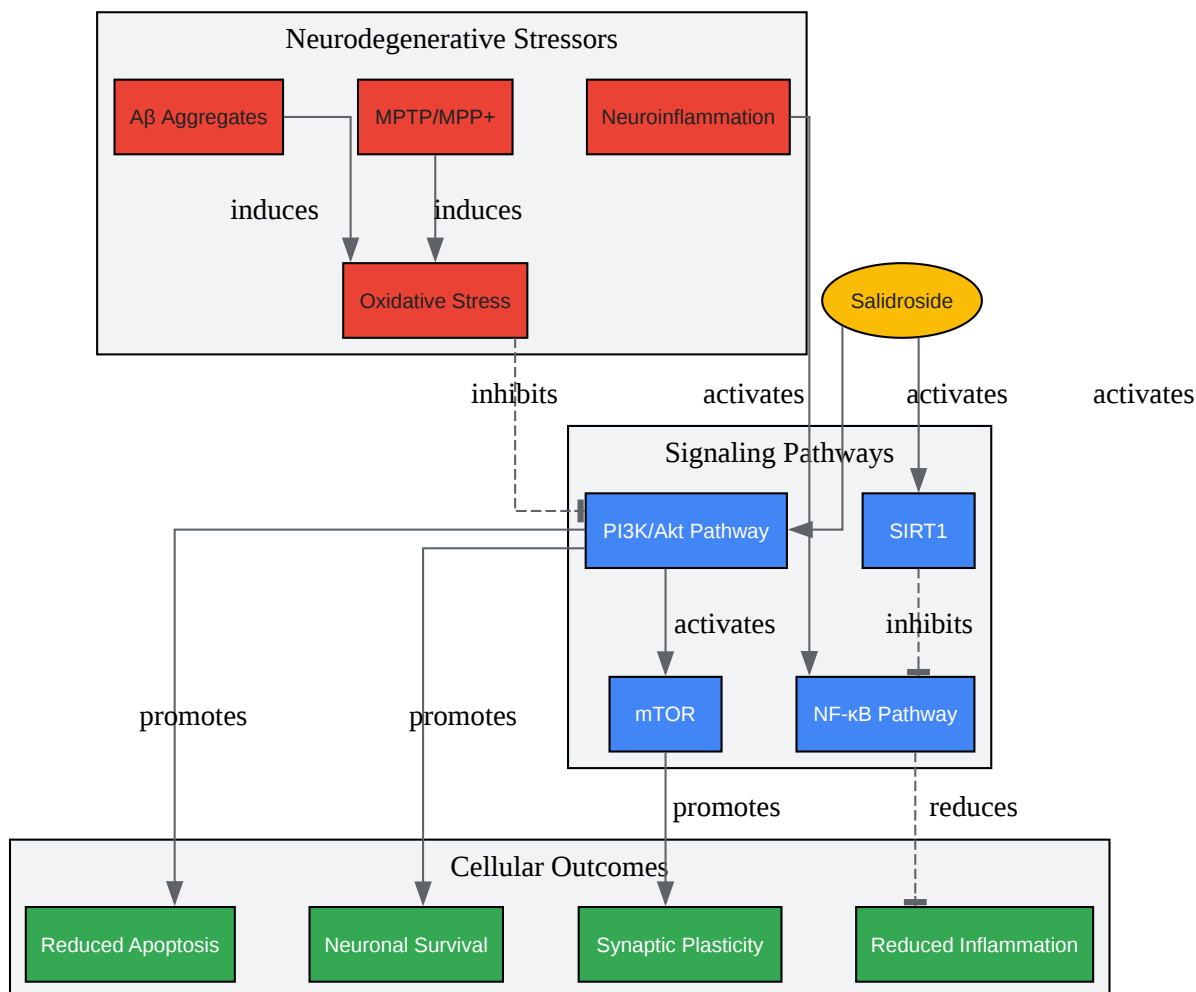 Neurodegenerative Stressors
Aβ Aggregates
MPTP/MPP+
Neuroinflammation
induces
induces
Oxidative Stress
Salidroside
inhibits
activates
activates
activates
Signaling Pathways
PI3K/Akt Pathway
SIRT1
activates
inhibits
mTOR
NF-κB Pathway
promotes
promotes
promotes
reduces
Cellular Outcomes
Reduced Apoptosis
Neuronal Survival
Synaptic Plasticity
Reduced Inflammation